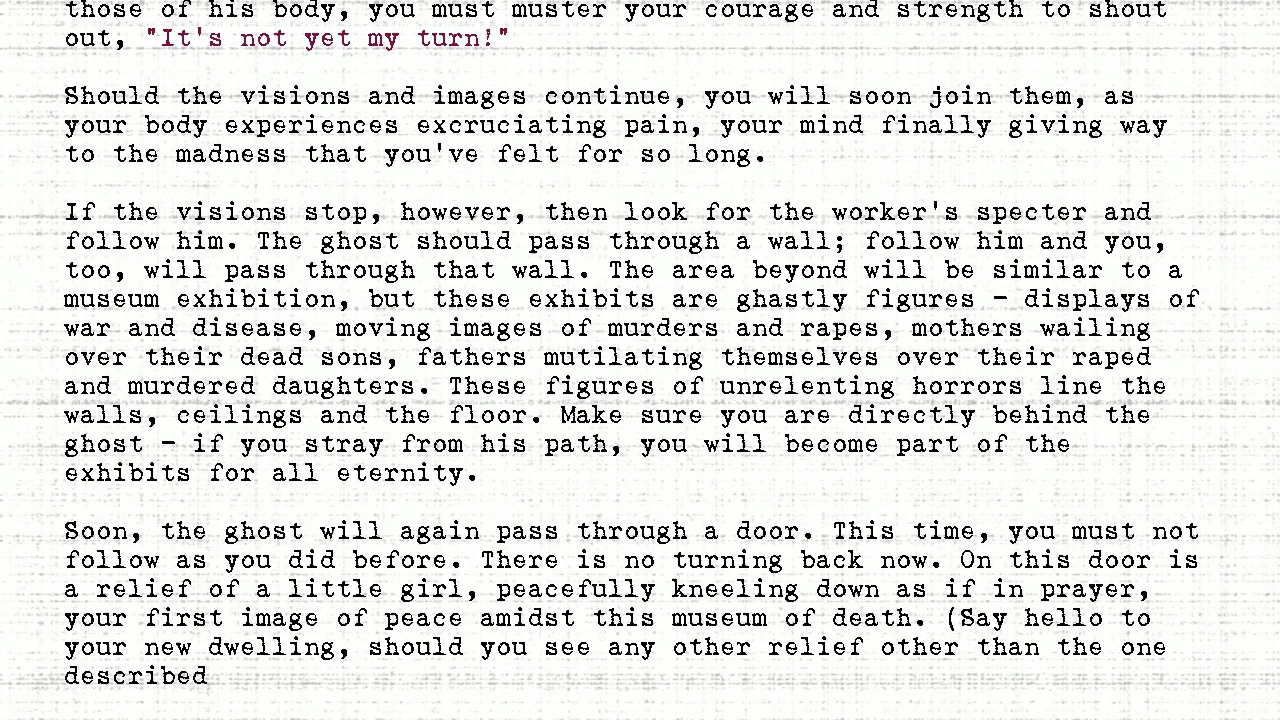 those of his body, you must muster your courage and strength to shout
out, "It's not yet my turn!"
Should the visions and images continue, you will soon join them, as
your body experiences excruciating pain, your mind finally giving way
to the madness that you've felt for so long.
If the visions stop, however, then look for the worker's specter and
follow him. The ghost should pass through a wall; follow him and you,
too, will pass through that wall. The area beyond will be similar to a
museum exhibition, but these exhibits are ghastly figures - displays of
war and disease, moving images of murders and rapes, mothers wailing
over their dead sons, fathers mutilating themselves over their raped
and murdered daughters. These figures of unrelenting horrors line the
walls, ceilings and the floor. Make sure you are directly behind the
ghost - if you stray from his path, you will become part of the
exhibits for all eternity.
Soon, the ghost will again pass through a door. This time, you must not
follow as you did before. There is no turning back now. On this door is
a relief of a little girl, peacefully kneeling down as if in prayer,
your first image of peace amidst this museum of death. (Say hello to
your new dwelling, should you see any other relief other than the one
described